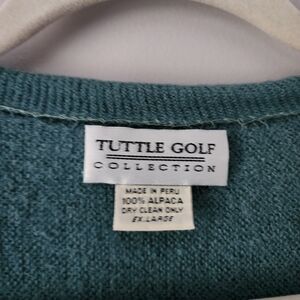 TUTTLE GOLF
COLLECTION
MADE IN PERU
100% ALPACA
DRY CLEAN ONLY
EX.LARGE